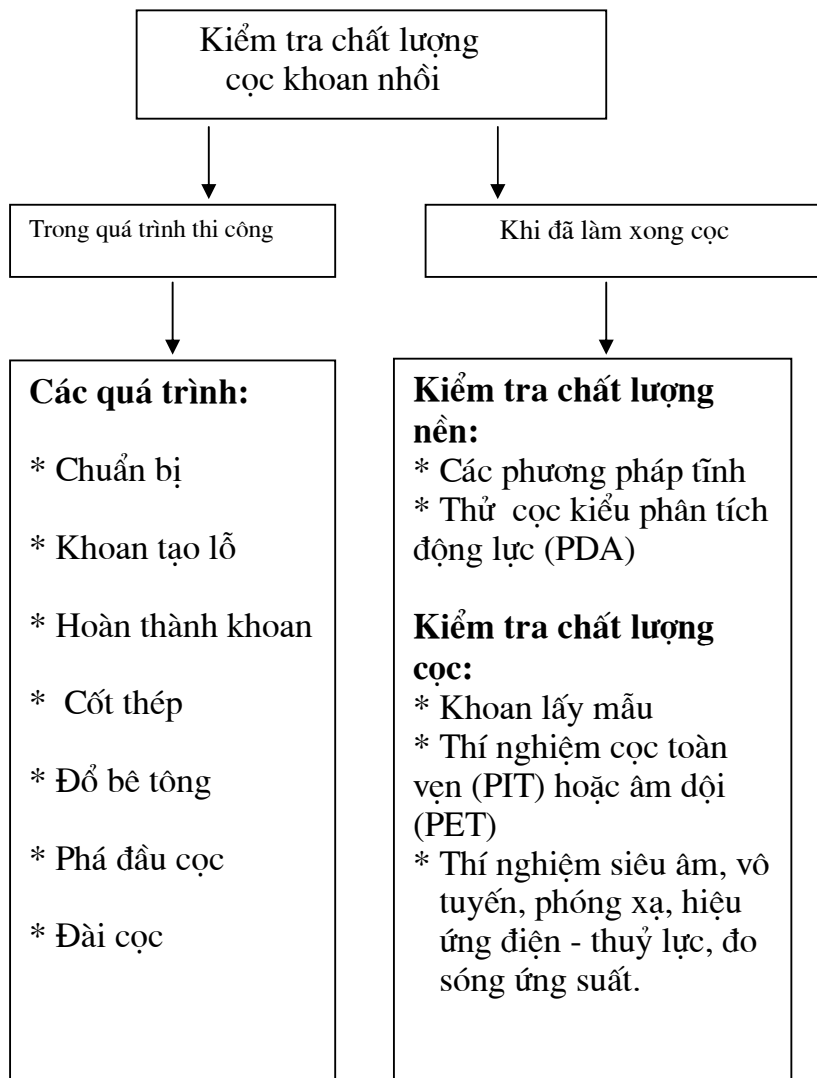 Kiểm tra chất lượng
cọc khoan nhồi
Trong quá trình thi công
Khi đã làm xong cọc
Các quá trình:
* Chuẩn bị
* Khoan tạo lỗ
* Hoàn thành khoan
* Cốt thép
* Đổ bê tông
* Phá đầu cọc
* Đài cọc
Kiểm tra chất lượng
nền:
* Các phương pháp tĩnh
* Thử cọc kiểu phân tích
động lực (PDA)
Kiểm tra chất lượng
cọc:
* Khoan lấy mẫu
* Thí nghiệm cọc toàn
vẹn (PIT) hoặc âm dội
(PET)
* Thí nghiệm siêu âm, vô
tuyến, phóng xạ, hiệu
ứng điện - thuỷ lực, đo
sóng ứng suất.